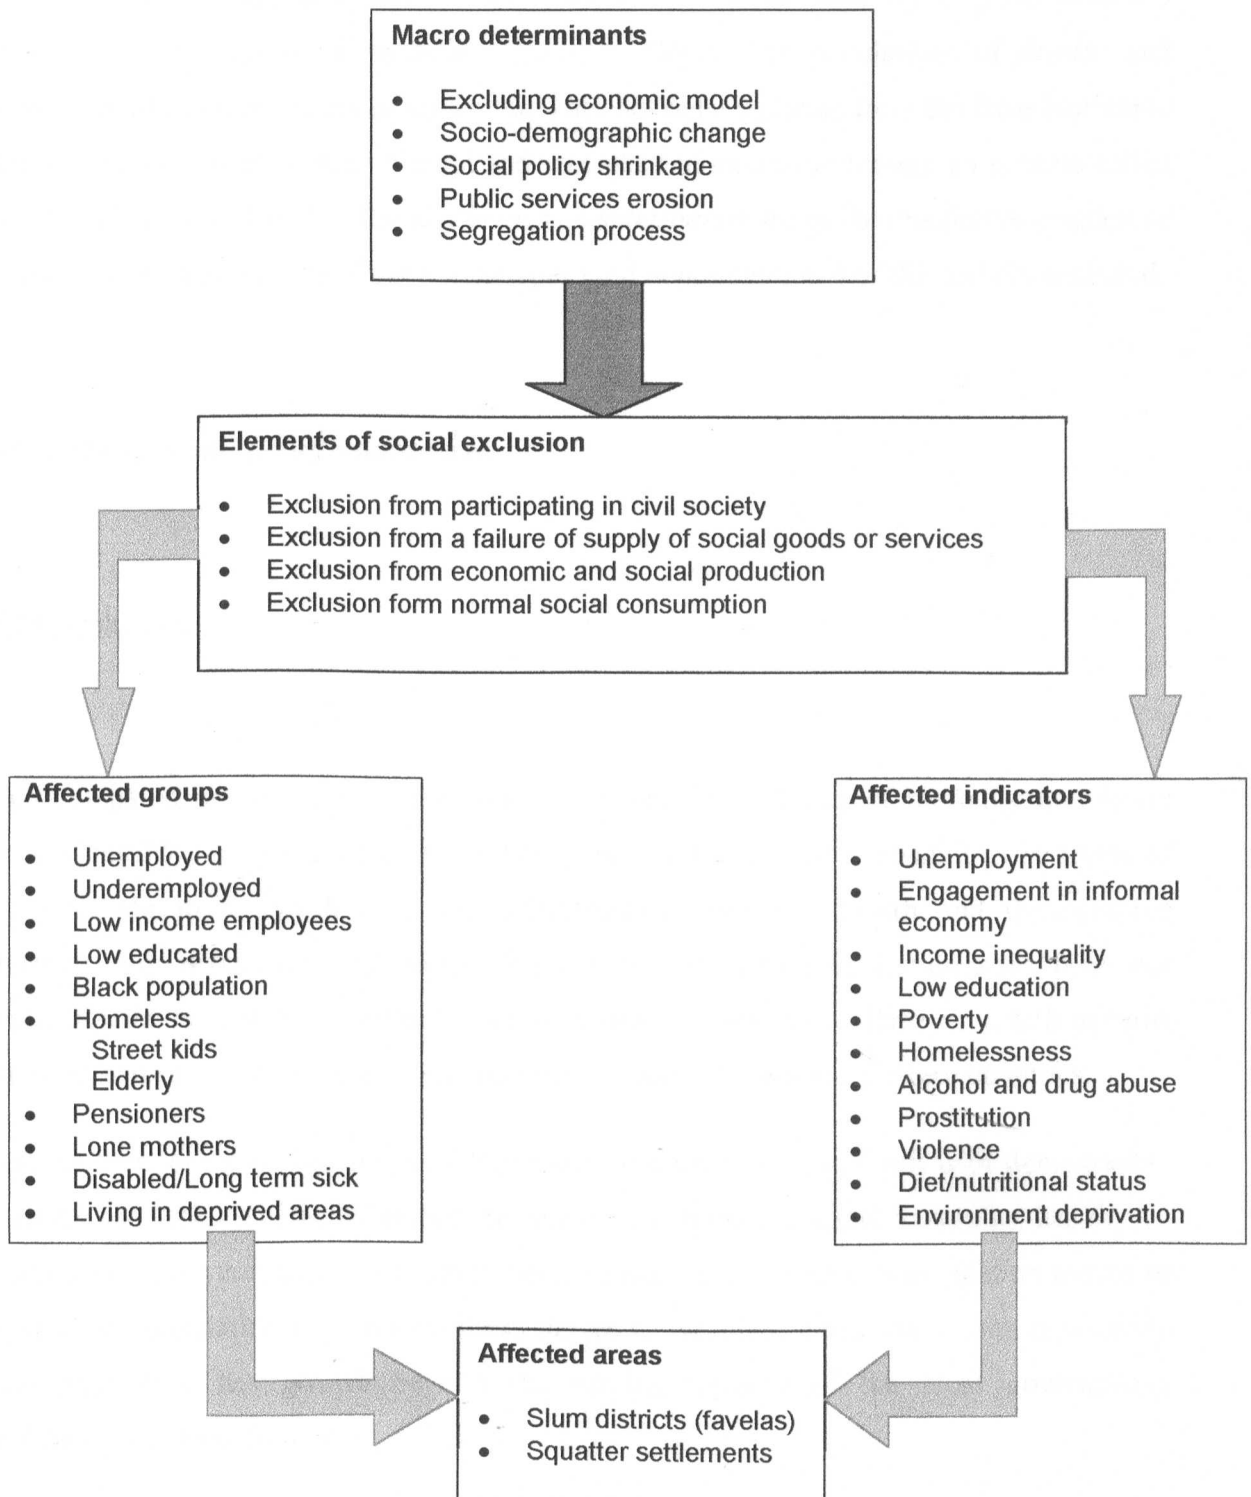 Macro determinants
• Excluding economic model
• Socio-demographic change
• Social policy shrinkage
• Public services erosion
• Segregation process
Elements of social exclusion
• Exclusion from participating in civil society
• Exclusion from a failure of supply of social goods or services
• Exclusion from economic and social production
• Exclusion form normal social consumption
Affected groups
• Unemployed
• Underemployed
• Low income employees
• Low educated
• Black population
• Homeless
Street kids
Elderly
• Pensioners
• Lone mothers
• Disabled/Long term sick
• Living in deprived areas
Affected indicators
• Unemployment
• Engagement in informal
economy
• Income inequality
• Low education
• Poverty
• Homelessness
• Alcohol and drug abuse
• Prostitution
• Violence
• Diet/nutritional status
• Environment deprivation
Affected areas
• Slum districts (favelas)
• Squatter settlements